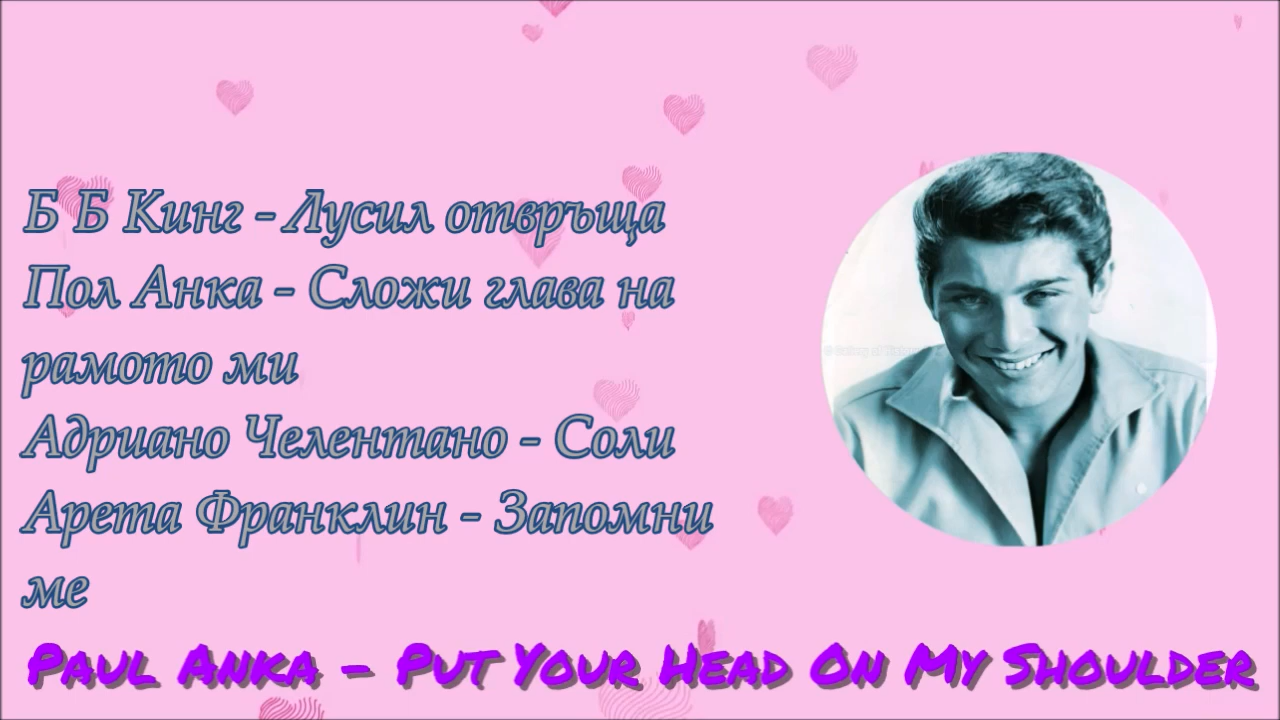 Б Б Кинг - Лусил отвръща
Пол Анка - Сложи глава на
рамото ми
Адриано Челентано - Соли
Арета Франклин - Запомни
ме
Paul Anka - Put Your Head On My Shoulder